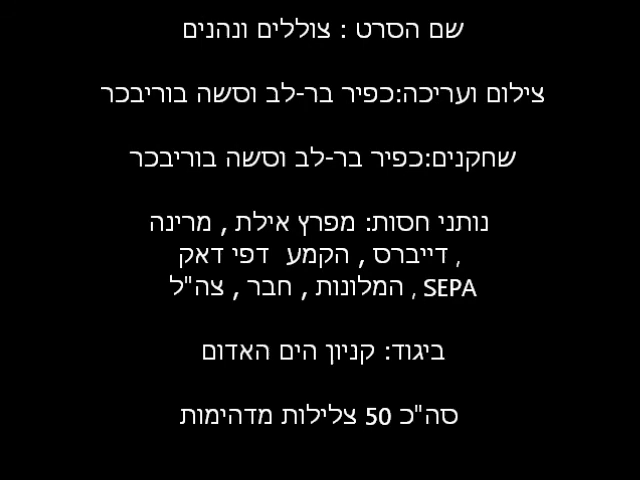 שם הסרט : צוללים ונהנים
צילום ועריכה:כפיר בר-לב וסשה בוריבכר
שחקנים:כפיר בר-לב וסשה בוריבכר
נותני חסות: מפרץ אילת , מרינה
, דייברס , הקמע דפי דאק
SEPA , המלונות , חבר , צה"ל
ביגוד: קניון הים האדום
סה"כ 50 צלילות מדהימות